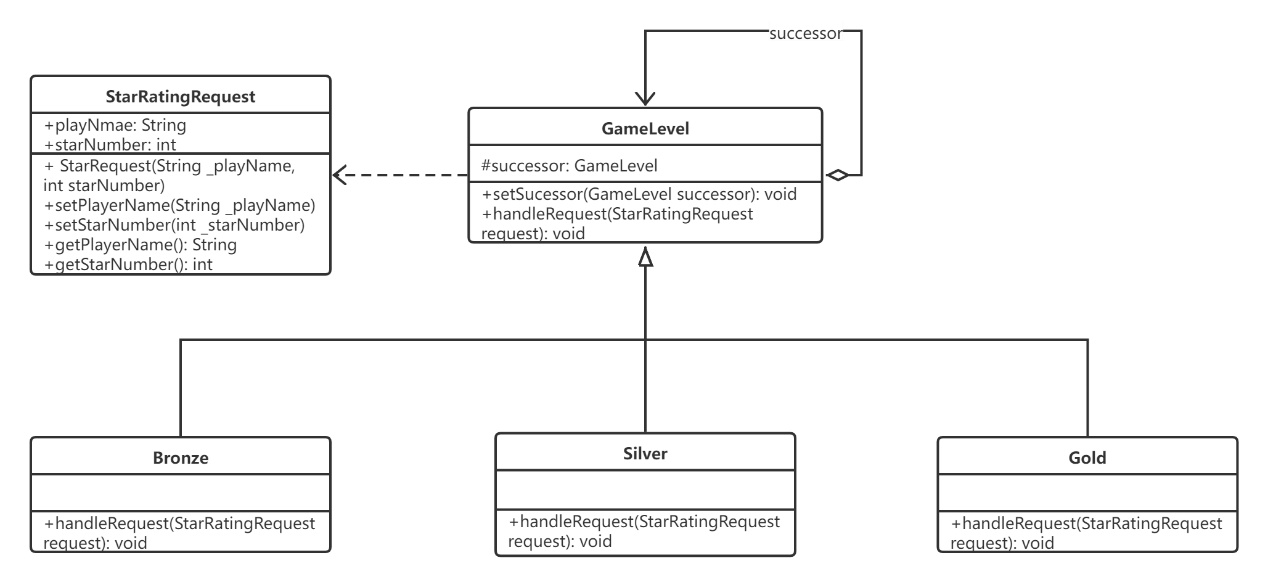 successor
StarRatingRequest
+playNmae: String
+starNumber: int
+ StarRequest(String _playName,
int starNumber)
+setPlayerName(String _playName)
+setStarNumber(int _starNumber)
+getPlayerName(): String
+getStarNumber(): int
GameLevel
#successor: GameLevel
+setSucessor(GameLevel successor): void
+handleRequest(StarRatingRequest
request): void
Bronze
+handleRequest(StarRatingRequest
request): void
Silver
+handleRequest(StarRatingRequest
request): void
Gold
+handleRequest(StarRatingRequest
request): void